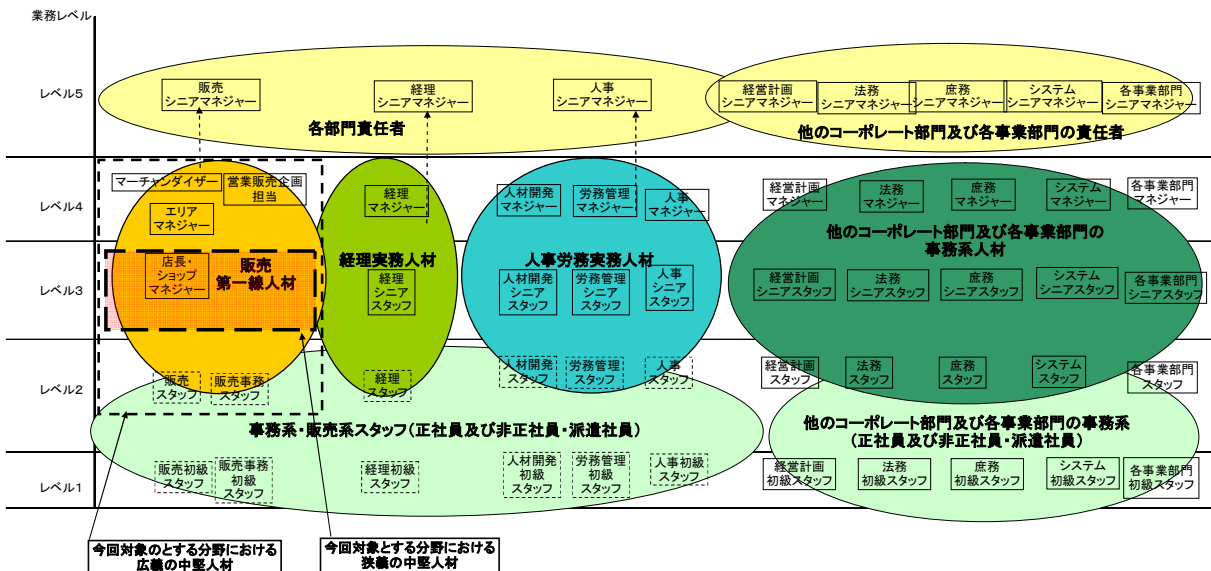 業務レベル
レベル5
販売
シニアマネジャー
経理
シニアマネジャー
人事
シニアマネジャー
経営計画
シニアマネジャー
法務
シニアマネジャー
庶務
シニアマネジャー
システム
シニアマネジャー
各事業部門
シニアマネジャー
各部門責任者
他のコーポレート部門及び各事業部門の責任者
レベル4
マーチャンダイザー
営業販売企画
担当
エリア
マネジャー
経理
マネジャー
人材開発
マネジャー
労務管理
マネジャー
人事
マネジャー
経営計画
マネジャー
法務
マネジャー
庶務
マネジャー
システム
マネジャー
各事業部門
マネジャー
他のコーポレート部門及び各事業部門の
事務系人材
レベル3
店長・
ショップ
マネジャー
販売
第一線人材
経理実務人材
経理
シニア
スタッフ
人事労務実務人材
人材開発
シニア
スタッフ
労務管理
シニア
スタッフ
人事
シニア
スタッフ
経営計画
シニアスタッフ
法務
シニアスタッフ
庶務
シニアスタッフ
システム
シニアスタッフ
各事業部門
シニアスタッフ
レベル2
販売
スタッフ
販売事務
スタッフ
経理
スタッフ
人材開発
スタッフ
労務管理
スタッフ
人事
スタッフ
経営計画
スタッフ
法務
スタッフ
庶務
スタッフ
システム
スタッフ
各事業部門
スタッフ
事務系・販売系スタッフ(正社員及び非正社員・派遣社員)
他のコーポレート部門及び各事業部門の事務系
(正社員及び非正社員・派遣社員)
レベル1
販売初級
スタッフ
販売事務
初級
スタッフ
経理初級
スタッフ
人材開発
初級
スタッフ
労務管理
初級
スタッフ
人事初級
スタッフ
経営計画
初級スタッフ
法務
初級スタッフ
庶務
初級スタッフ
システム
初級スタッフ
各事業部門
初級スタッフ
今回対象のとする分野における
広義の中堅人材
今回対象とする分野における
狭義の中堅人材